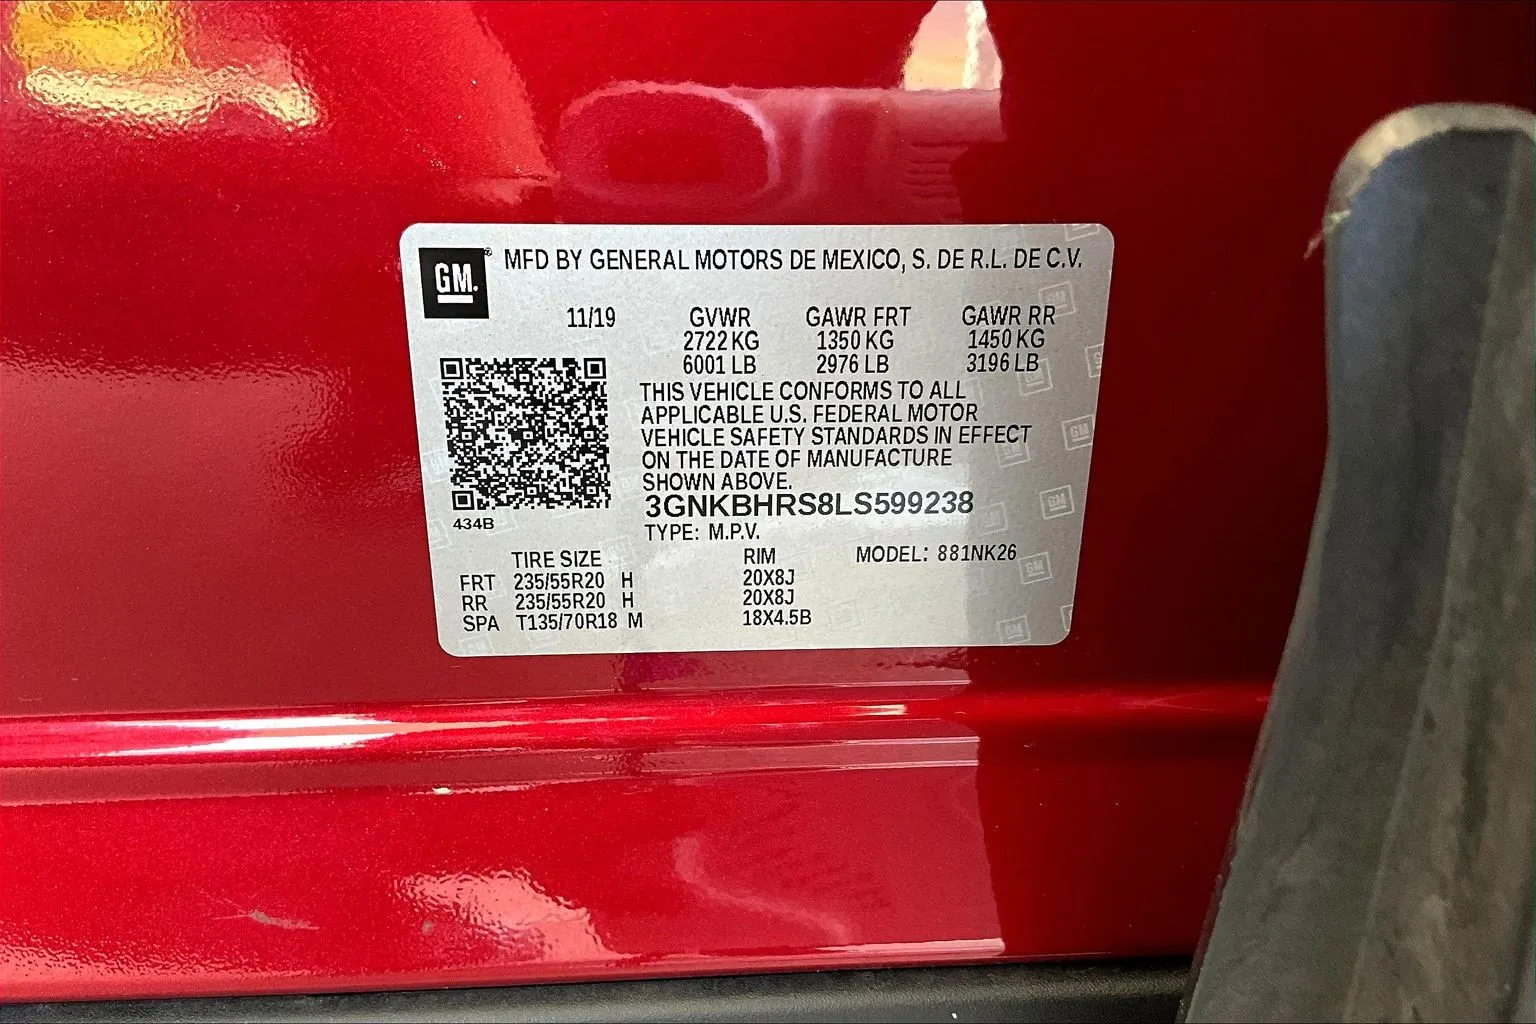 GM. ® MFD BY GENERAL MOTORS DE MEXICO, S. DE R.L. DE C.V.
11/19 GVWR GAWR FRT GAWR RR
2722 KG 1350 KG 1450 KG
6001 LB 2976 LB 3196 LB
THIS VEHICLE CONFORMS TO ALL
APPLICABLE U.S. FEDERAL MOTOR
VEHICLE SAFETY STANDARDS IN EFFECT
ON THE DATE OF MANUFACTURE
SHOWN ABOVE.
3GNKBHRS8LS599238
434B
TYPE: M.P.V.
TIRE SIZE RIM MODEL: 881NK26
FRT 235/55R20 H 20X8J
RR 235/55R20 H 20X8J
SPA T135/70R18 M 18X4.5B